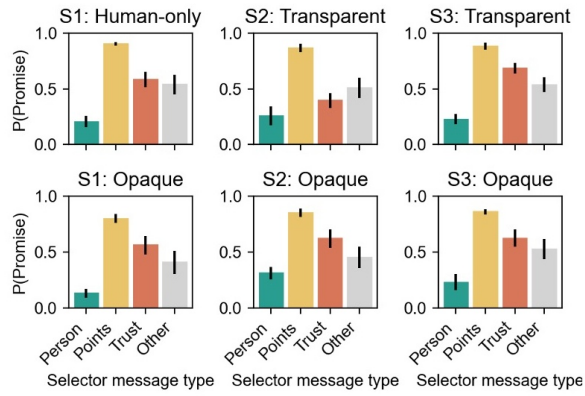 S1: Human-only
S2: Transparent
S3: Transparent
P(Promise)
1.0
0.5
0.0
1.0
0.5
0.0
1.0
0.5
0.0
S1: Opaque
S2: Opaque
S3: Opaque
P(Promise)
1.0
0.5
0.0
1.0
0.5
0.0
1.0
0.5
0.0
Person
Points
Trust
Other
Person
Points
Trust
Other
Person
Points
Trust
Other
Selector message type
Selector message type
Selector message type